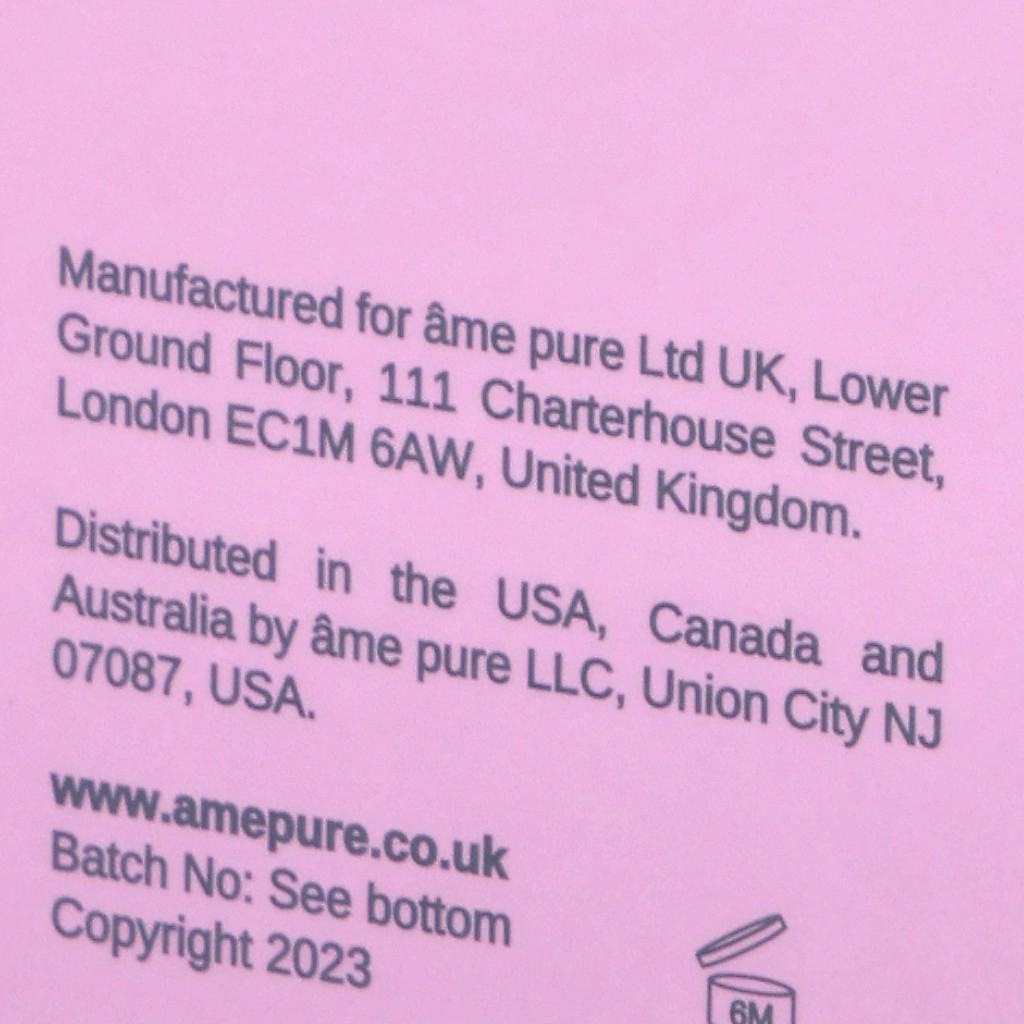 Manufactured for âme pure Ltd UK, Lower
Ground Floor, 111 Charterhouse Street,
London EC1M 6AW, United Kingdom.
Distributed in the USA, Canada and
Australia by âme pure LLC, Union City NJ
07087, USA.
www.amepure.co.uk
Batch No: See bottom
Copyright 2023
6M